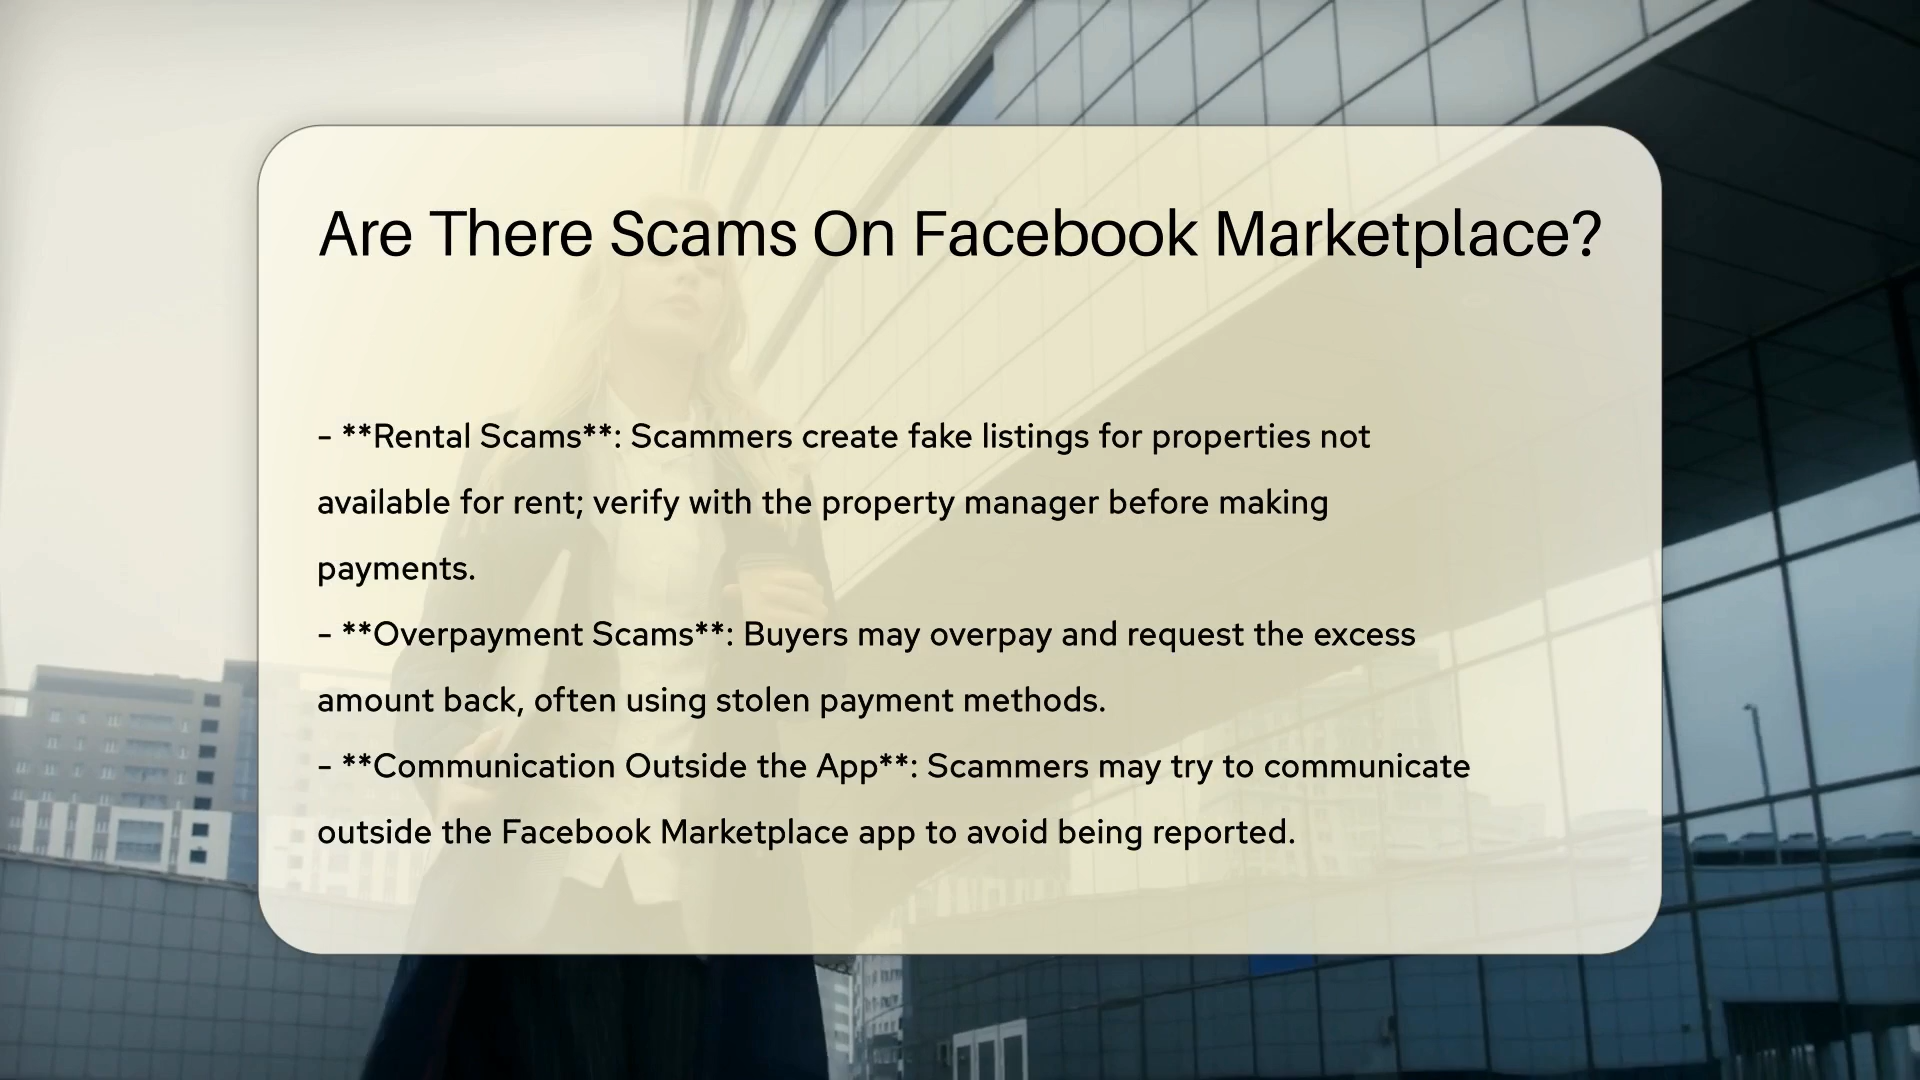 Are There Scams On Facebook Marketplace?
- **Rental Scams**: Scammers create fake listings for properties not
available for rent; verify with the property manager before making
payments.
- **Overpayment Scams**: Buyers may overpay and request the excess
amount back, often using stolen payment methods.
- **Communication Outside the App**: Scammers may try to communicate
outside the Facebook Marketplace app to avoid being reported.